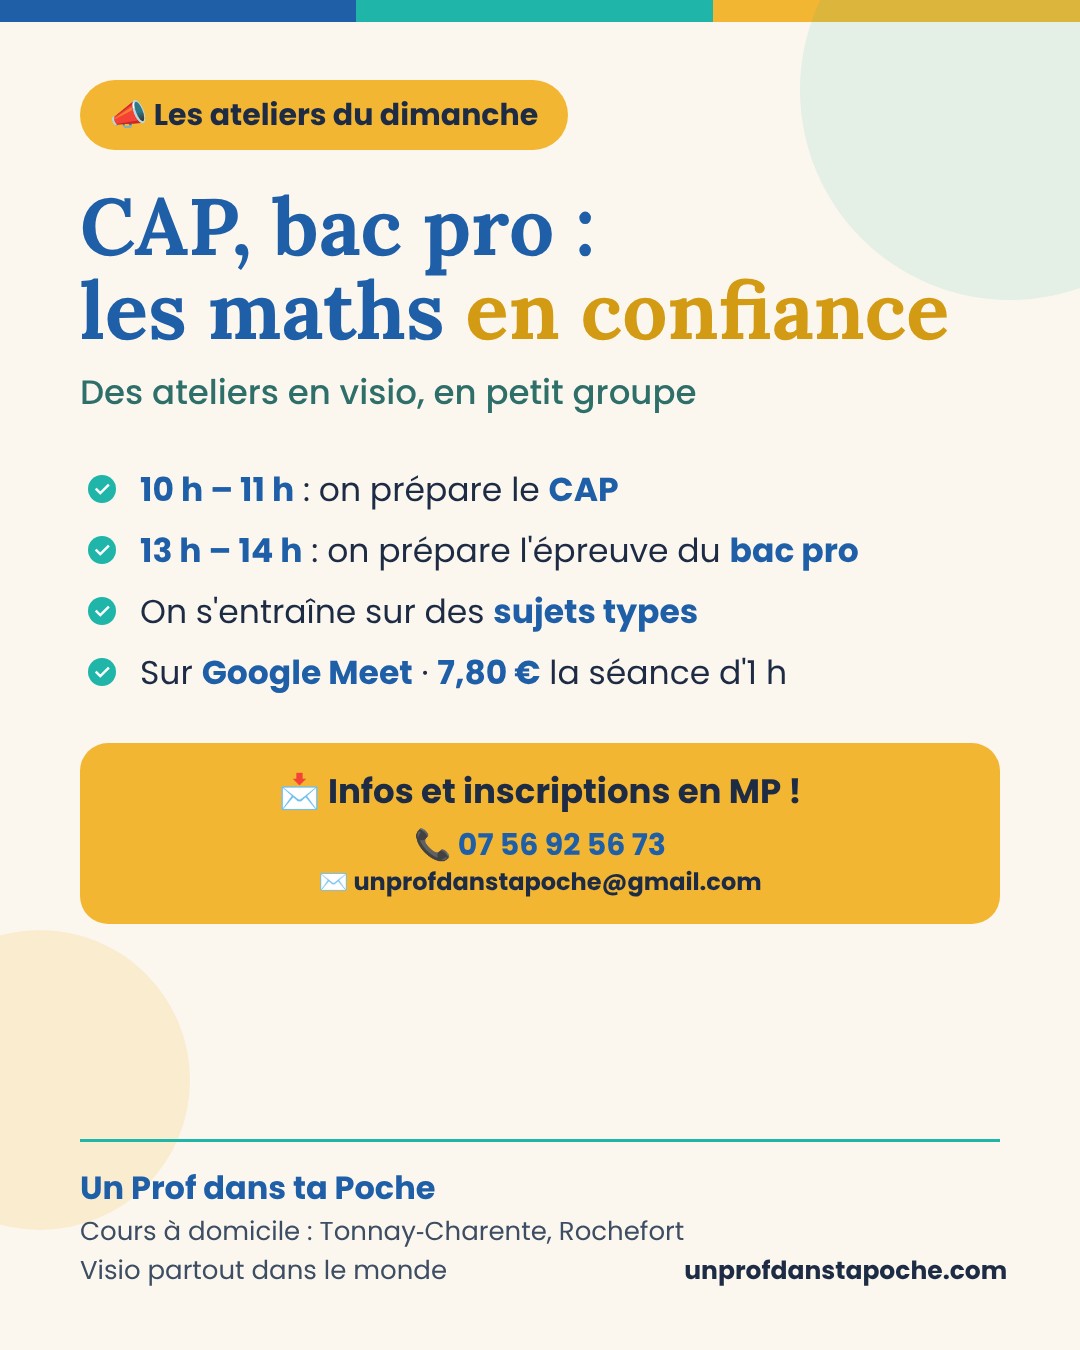 📣 Les ateliers du dimanche
CAP, bac pro :
les maths en confiance
Des ateliers en visio, en petit groupe
10 h – 11 h : on prépare le CAP
13 h – 14 h : on prépare l'épreuve du bac pro
On s'entraîne sur des sujets types
Sur Google Meet · 7,80 € la séance d'1 h
📩 Infos et inscriptions en MP !
📞 07 56 92 56 73
✉️ unprofdanstapoche@gmail.com
Un Prof dans ta Poche
Cours à domicile : Tonnay-Charente, Rochefort
Visio partout dans le monde
unprofdanstapoche.com